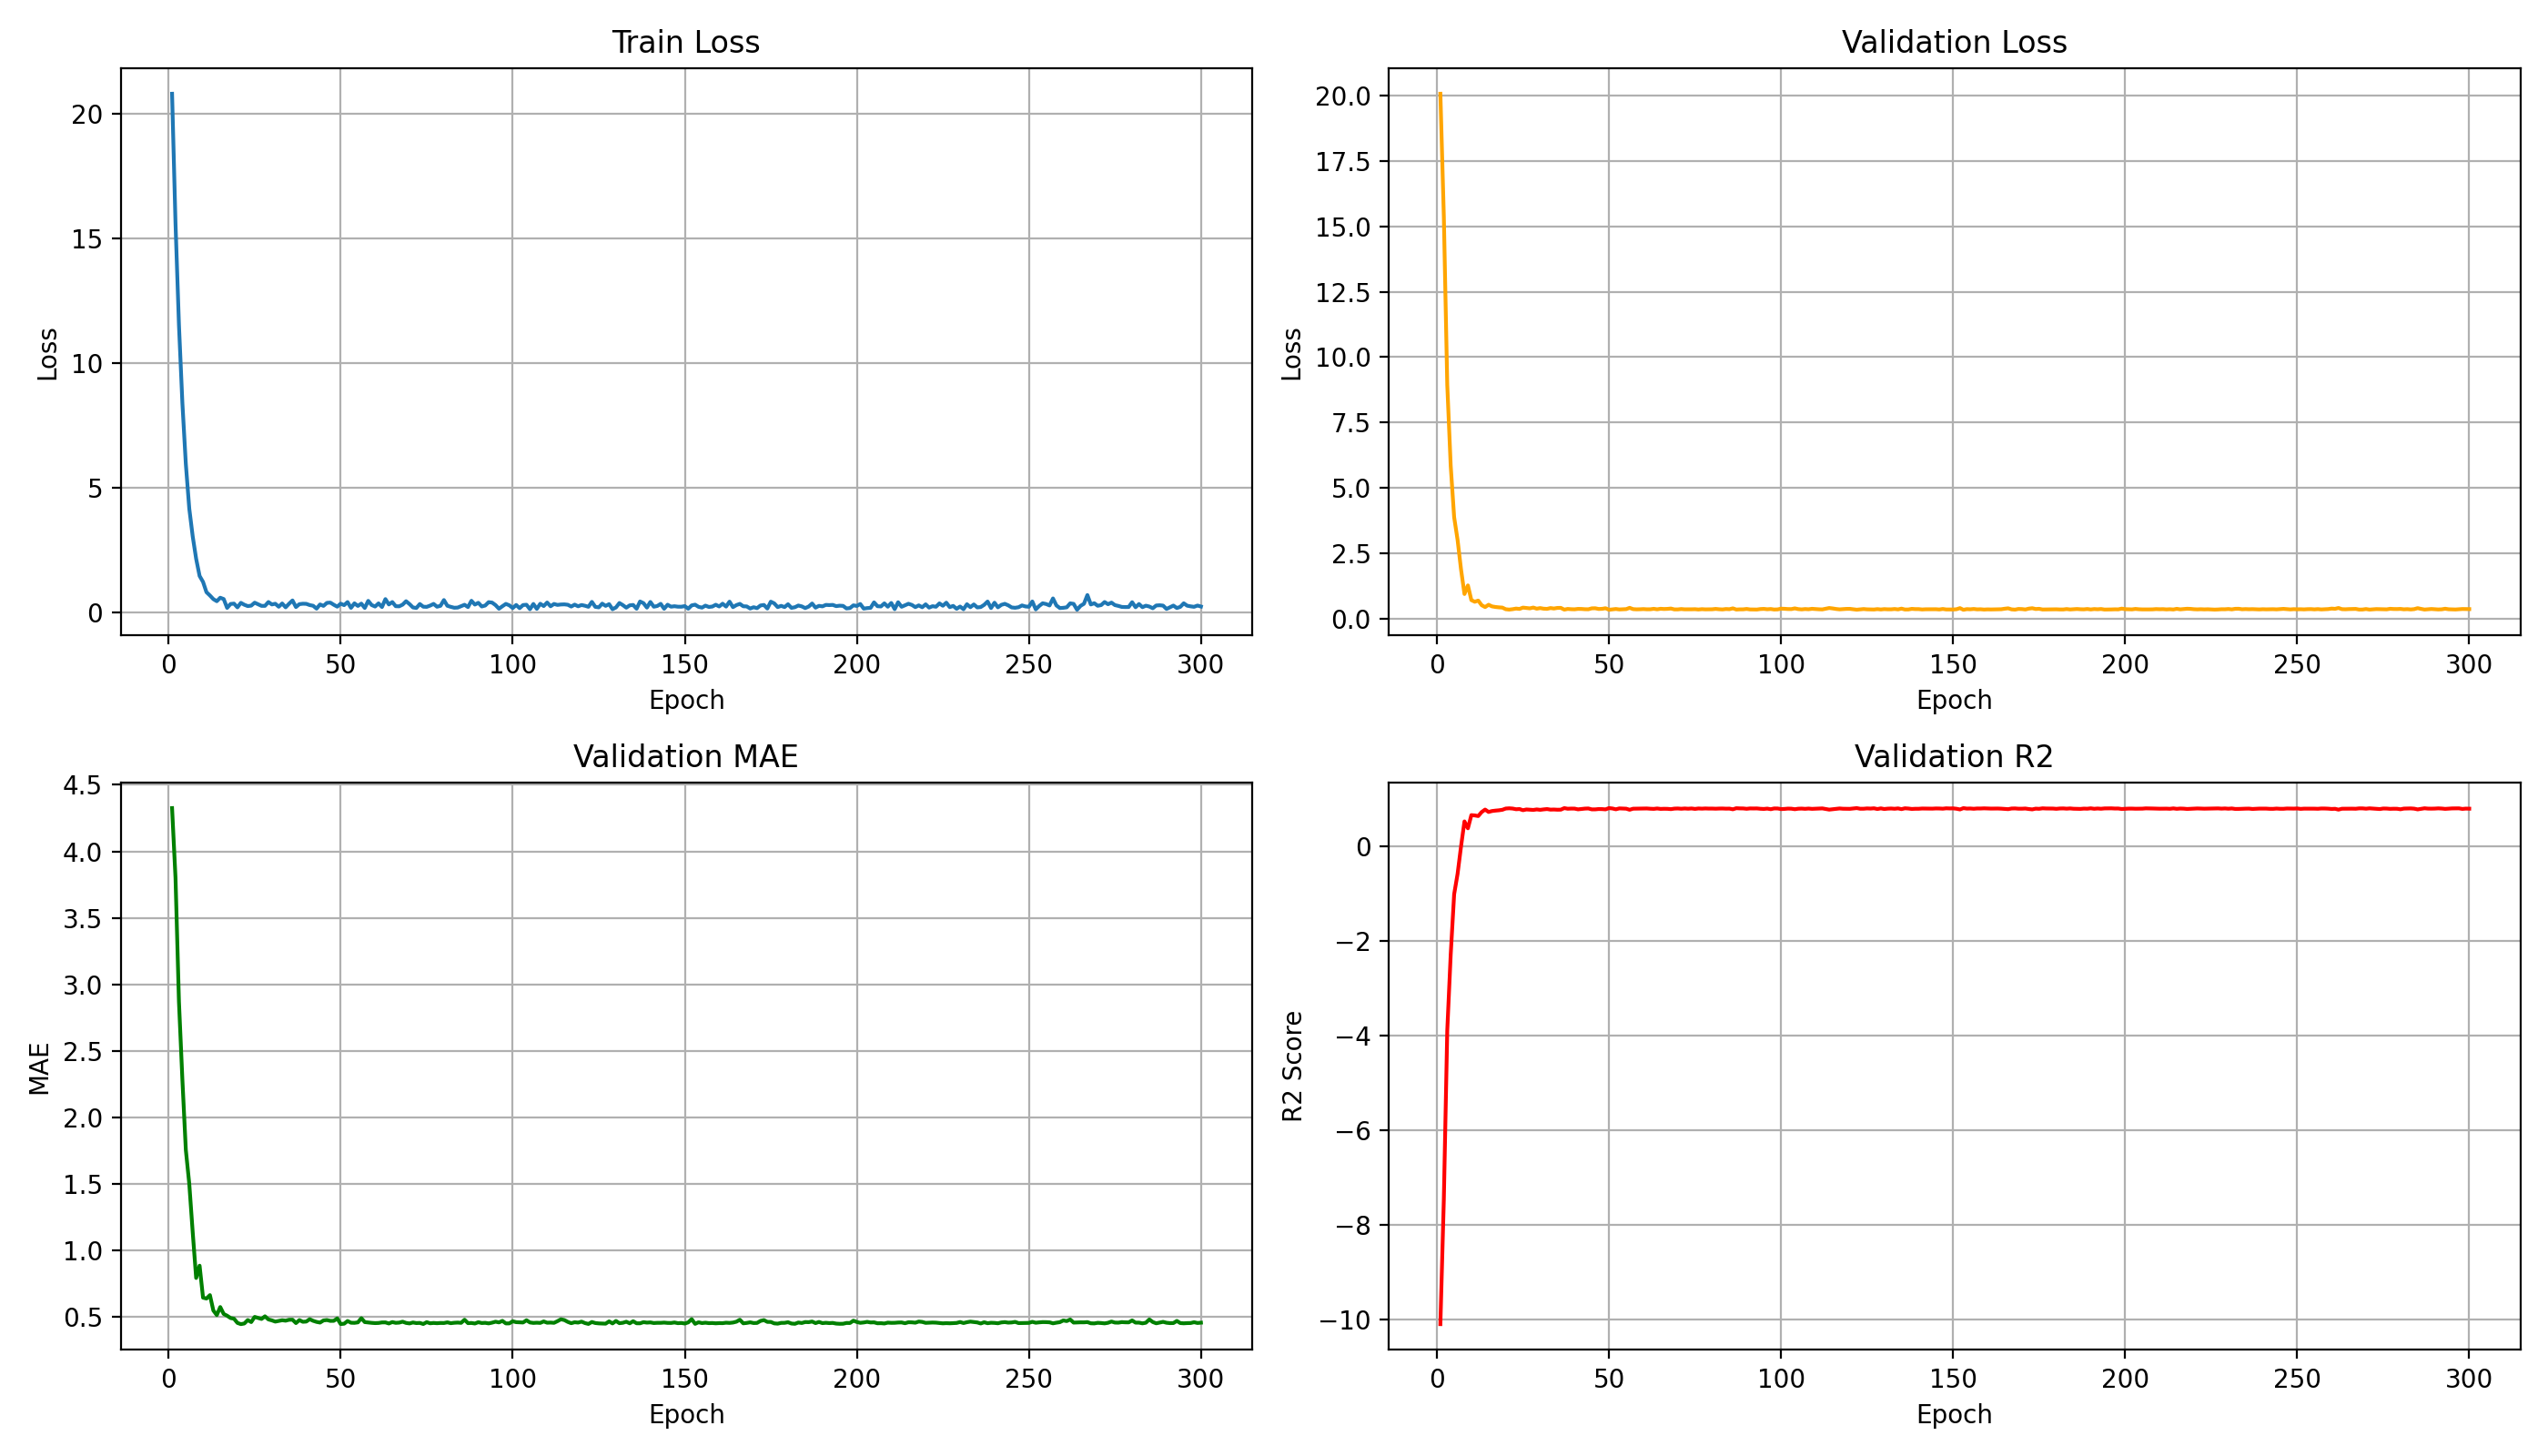 Train Loss
Loss
20
15
10
5
0
0 50 100 150 200 250 300
Epoch
Validation Loss
Loss
20.0
17.5
15.0
12.5
10.0
7.5
5.0
2.5
0.0
0 50 100 150 200 250 300
Epoch
Validation MAE
MAE
4.5
4.0
3.5
3.0
2.5
2.0
1.5
1.0
0.5
0 50 100 150 200 250 300
Epoch
Validation R2
R2 Score
0
−2
−4
−6
−8
−10
0 50 100 150 200 250 300
Epoch